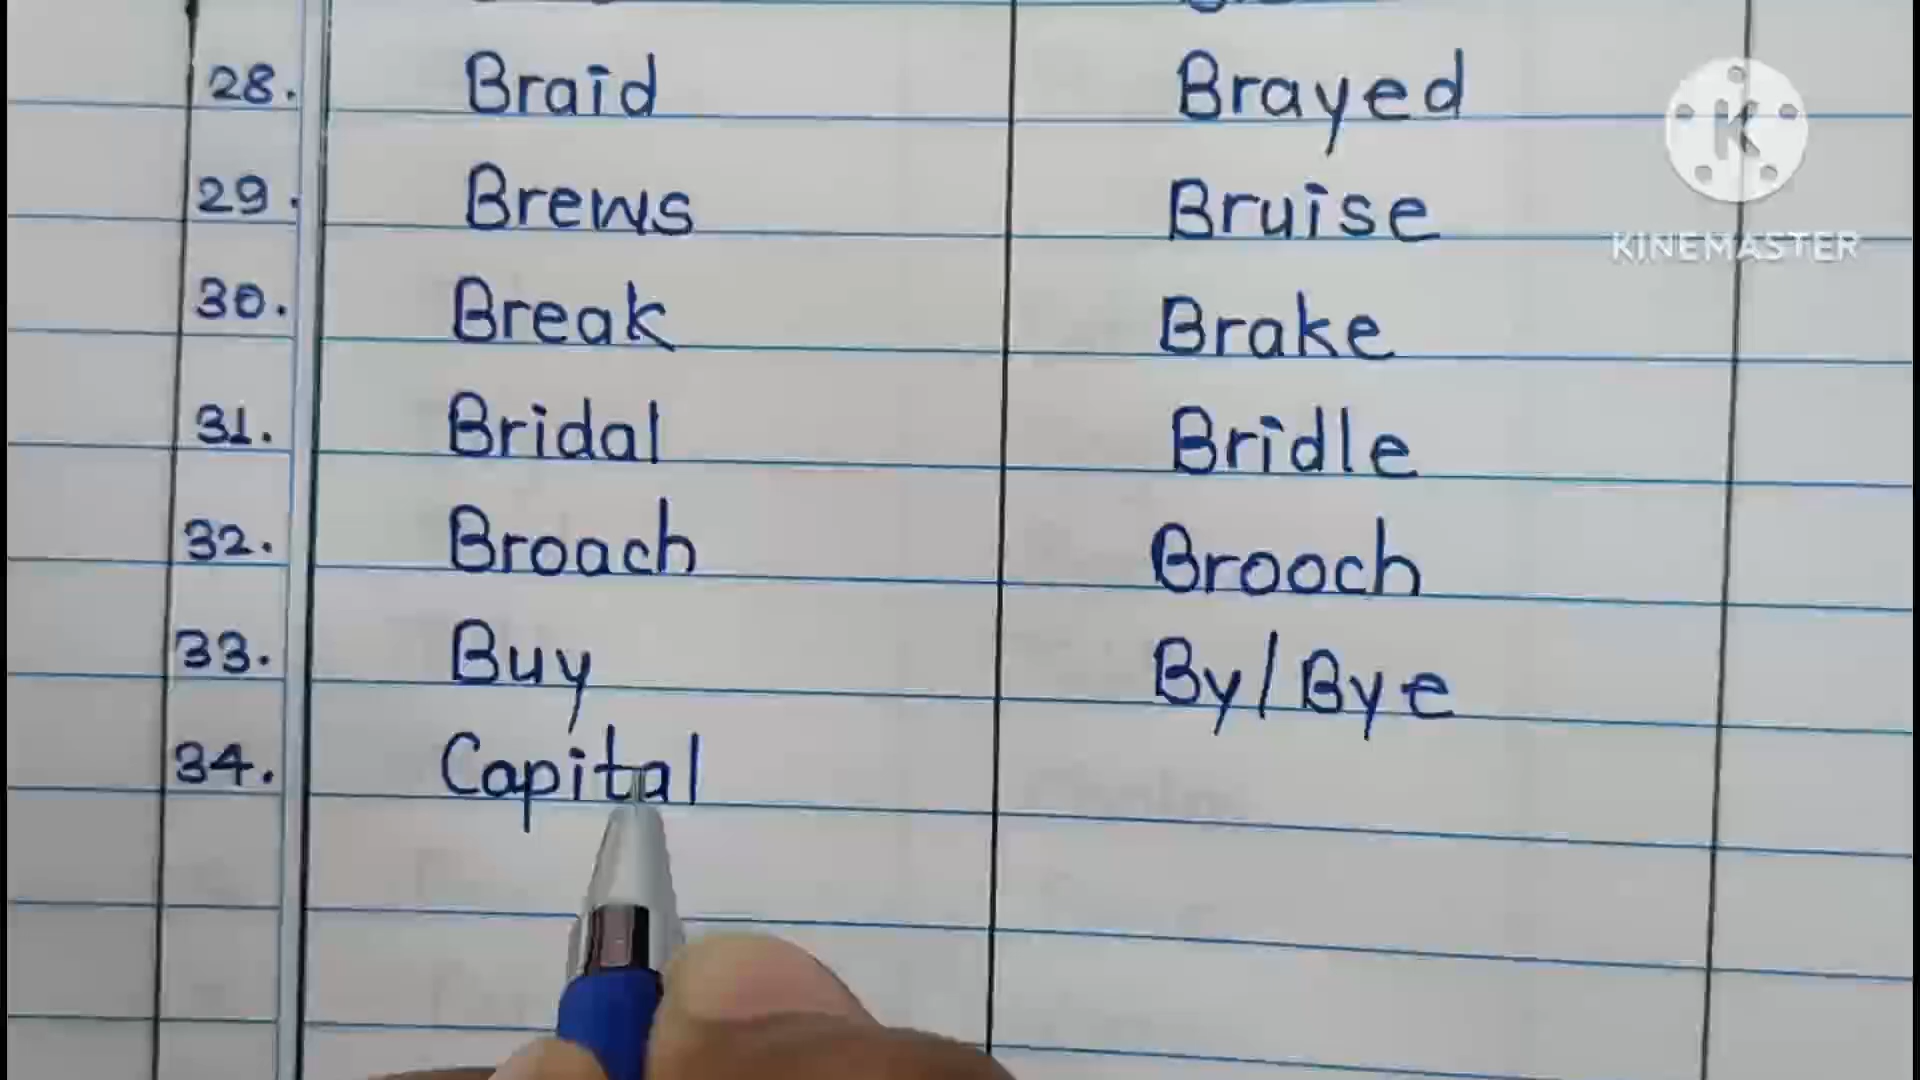 28. Braid Brayed
29. Brews Bruise
30. Break Brake
31. Bridal Bridle
32. Broach Brooch
33. Buy By/Bye
34. Capital
K
KINEMASTER